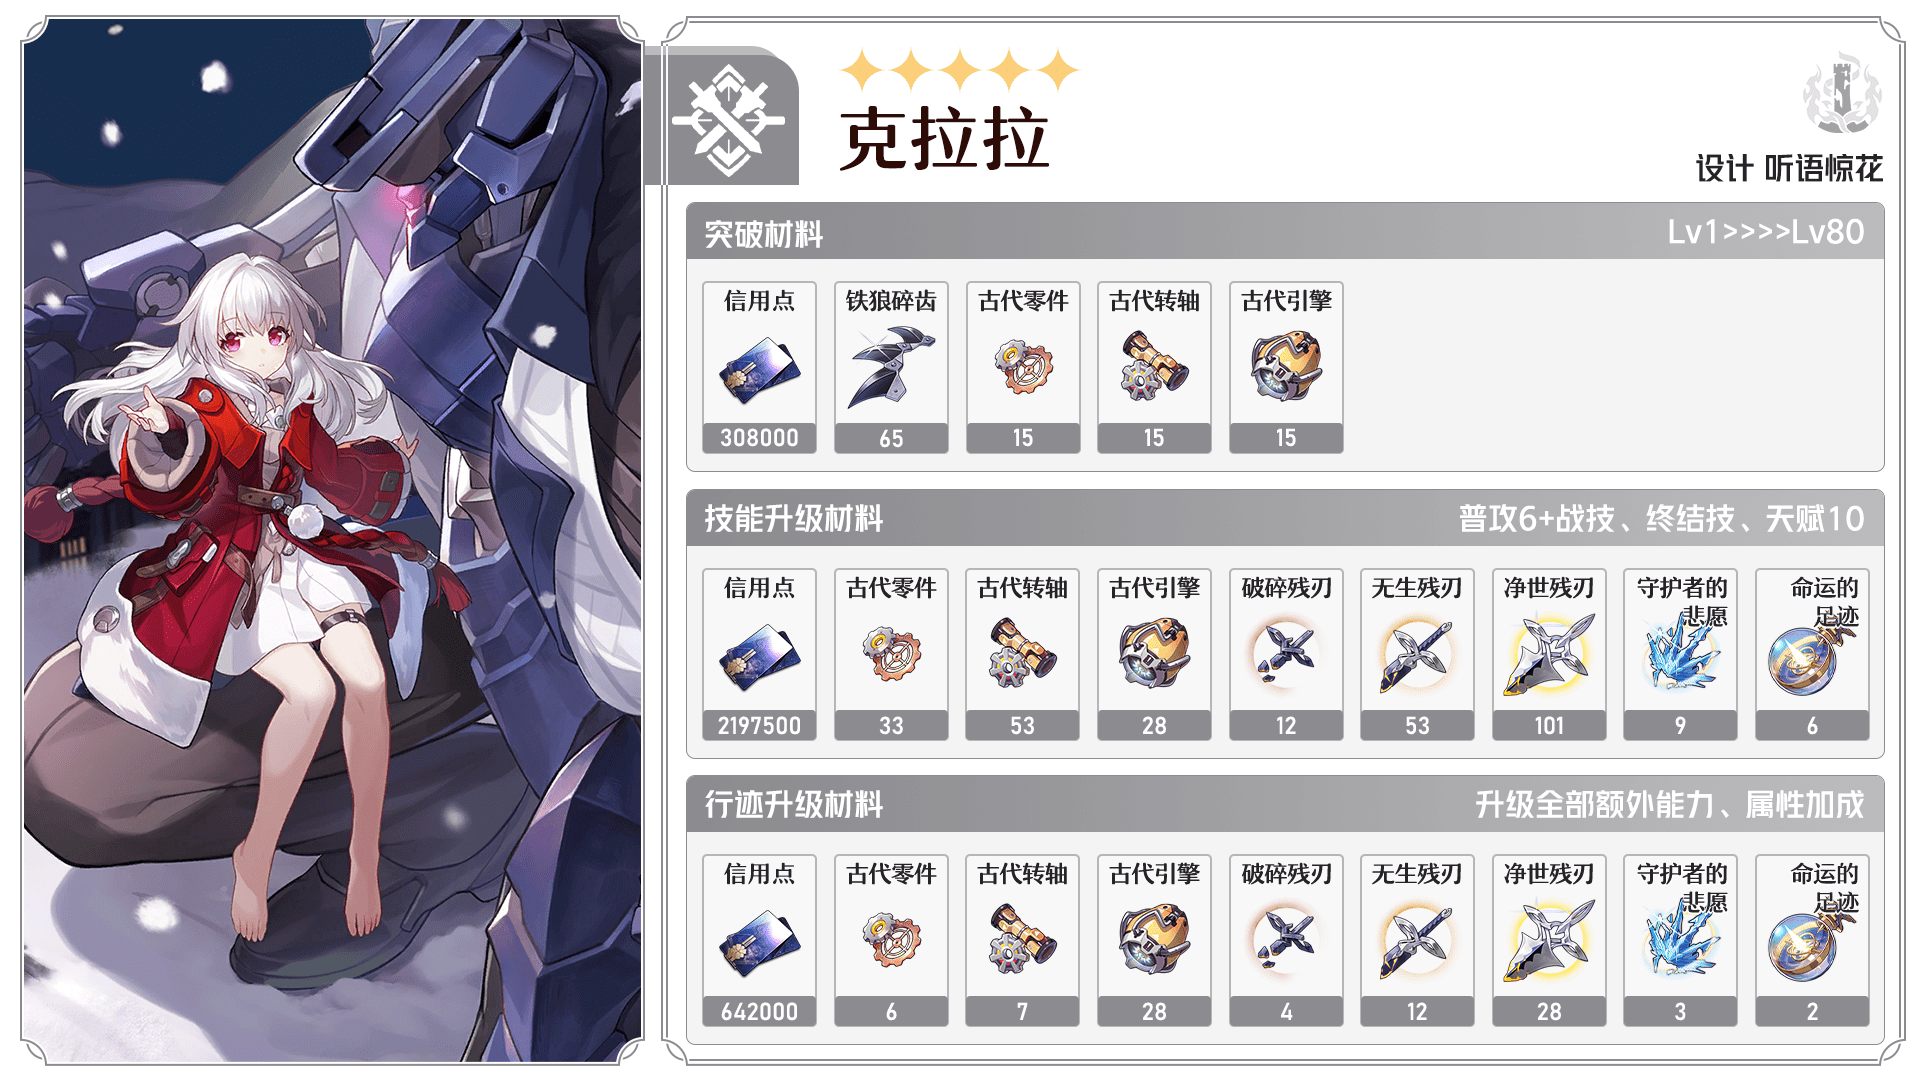 克拉拉
设计 听语惊花
突破材料 Lv1>>>>Lv80
信用点 铁狼碎齿 古代零件 古代转轴 古代引擎
308000 65 15 15 15
技能升级材料 普攻6+战技、终结技、天赋10
信用点 古代零件 古代转轴 古代引擎 破碎残刃 无生残刃 净世残刃 守护者的 命运的
悲愿 足迹
2197500 33 53 28 12 53 101 9 6
行迹升级材料 升级全部额外能力、属性加成
信用点 古代零件 古代转轴 古代引擎 破碎残刃 无生残刃 净世残刃 守护者的 命运的
悲愿 足迹
642000 6 7 28 4 12 28 3 2